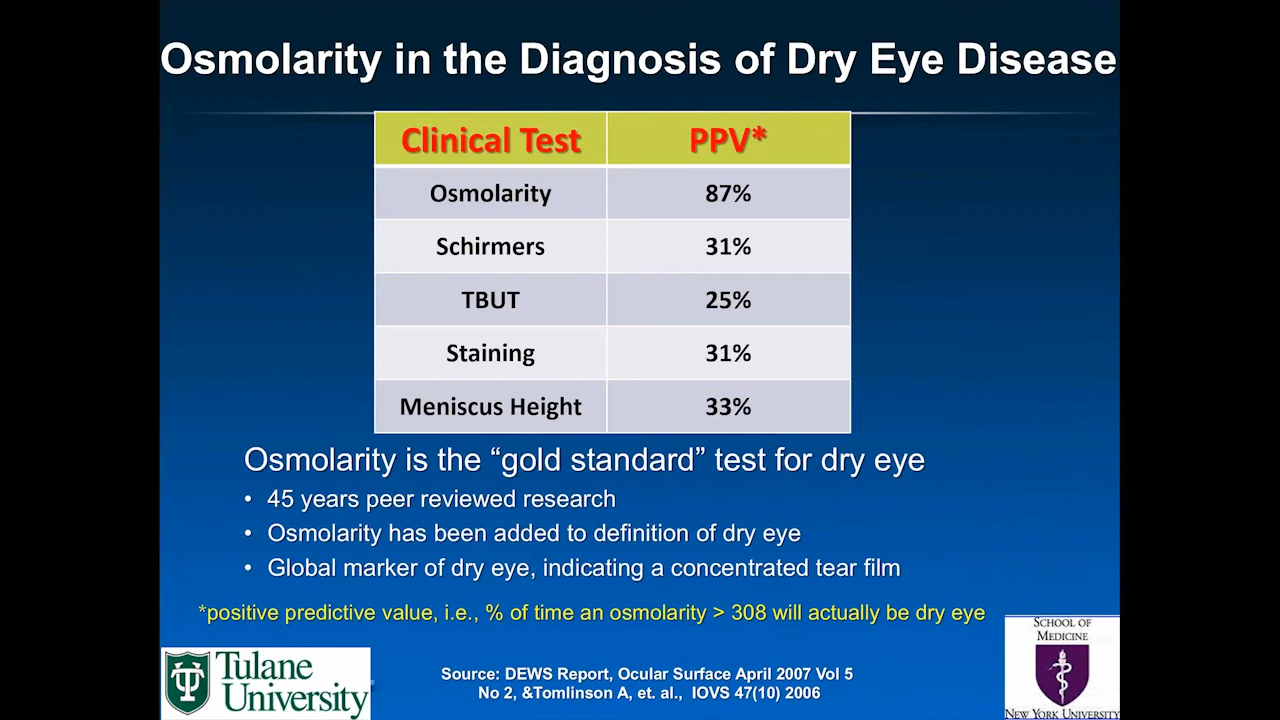 Osmolarity in the Diagnosis of Dry Eye Disease
Clinical Test PPV*
Osmolarity 87%
Schirmers 31%
TBUT 25%
Staining 31%
Meniscus Height 33%
Osmolarity is the “gold standard” test for dry eye
• 45 years peer reviewed research
• Osmolarity has been added to definition of dry eye
• Global marker of dry eye, indicating a concentrated tear film
*positive predictive value, i.e., % of time an osmolarity > 308 will actually be dry eye
Tulane
University
Source: DEWS Report, Ocular Surface April 2007 Vol 5
No 2, &Tomlinson A, et. al., IOVS 47(10) 2006
SCHOOL OF
MEDICINE
NEW YORK UNIVERSITY